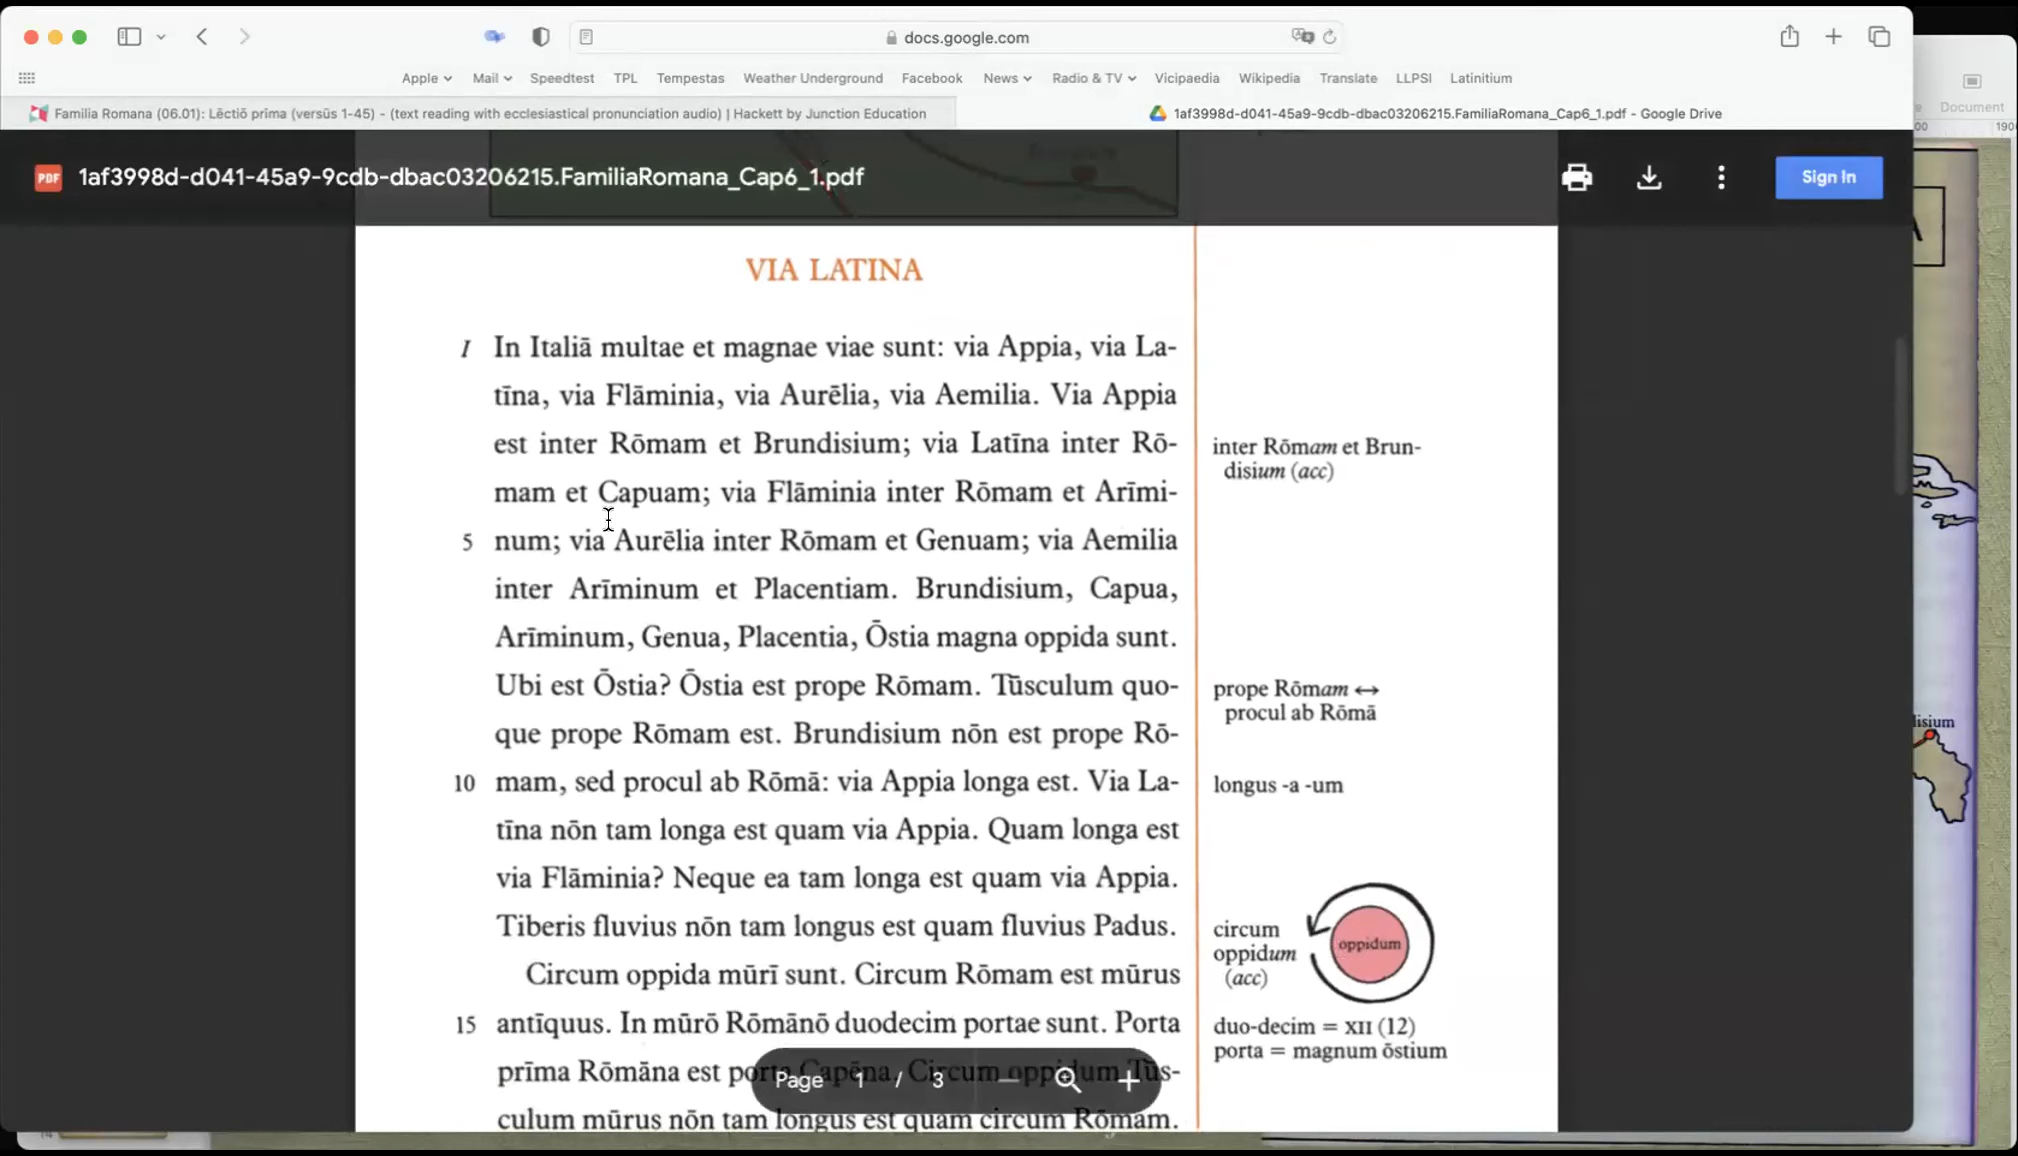 docs.google.com
Apple Mail Speedtest TPL Tempestas Weather Underground Facebook News Radio & TV Vicipaedia Wikipedia Translate LLPSI Latinitium
Document
Familia Romana (06.01): Lēctiō prīma (versūs 1-45) - (text reading with ecclesiastical pronunciation audio) | Hackett by Junction Education
1af3998d-d041-45a9-9cdb-dbac03206215.FamiliaRomana_Cap6_1.pdf - Google Drive
PDF 1af3998d-d041-45a9-9cdb-dbac03206215.FamiliaRomana_Cap6_1.pdf
Sign In
VIA LATINA
1 In Italiā multae et magnae viae sunt: via Appia, via La-
tīna, via Flāminia, via Aurēlia, via Aemilia. Via Appia
est inter Rōmam et Brundisium; via Latīna inter Rō-
mam et Capuam; via Flāminia inter Rōmam et Arīmi-
5 num; via Aurēlia inter Rōmam et Genuam; via Aemilia
inter Arīminum et Placentiam. Brundisium, Capua,
Arīminum, Genua, Placentia, Ōstia magna oppida sunt.
Ubi est Ōstia? Ōstia est prope Rōmam. Tūsculum quo-
que prope Rōmam est. Brundisium nōn est prope Rō-
10 mam, sed procul ab Rōmā: via Appia longa est. Via La-
tīna nōn tam longa est quam via Appia. Quam longa est
via Flāminia? Neque ea tam longa est quam via Appia.
Tiberis fluvius nōn tam longus est quam fluvius Padus.
Circum oppida mūrī sunt. Circum Rōmam est mūrus
15 antīquus. In mūrō Rōmānō duodecim portae sunt. Porta
prīma Rōmāna est porta Capēna. Circum oppidum Tūs-
culum mūrus nōn tam longus est quam circum Rōmam.
inter Rōmam et Brun-
disium (acc)
prope Rōmam ↔
procul ab Rōmā
longus -a -um
circum
oppidum
(acc)
oppidum
duo-decim = XII (12)
porta = magnum ōstium
Page 1 / 3